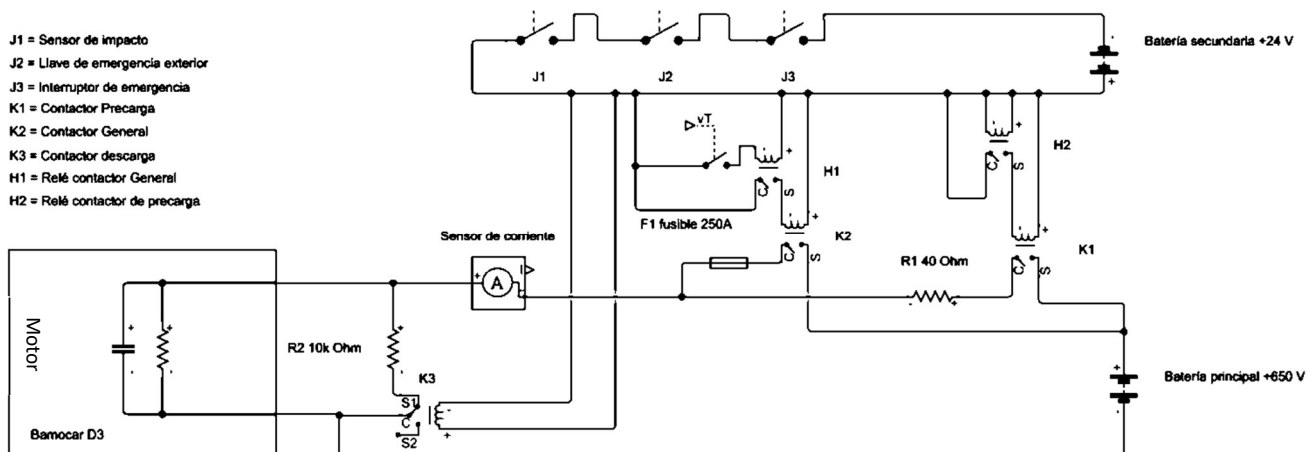 J1 = Sensor de impacto
J2 = Llave de emergencia exterior
J3 = Interruptor de emergencia
K1 = Contactor Precarga
K2 = Contactor General
K3 = Contactor descarga
H1 = Relé contactor General
H2 = Relé contactor de precarga
J1
J2
J3
Batería secundaria +24 V
vT
H1
H2
C
S
C
S
F1 fusible 250A
K2
K1
C
S
C
S
R1 40 Ohm
Sensor de corriente
A
I
Motor
R2 10k Ohm
K3
S1
C
S2
Bamocar D3
Batería principal +650 V